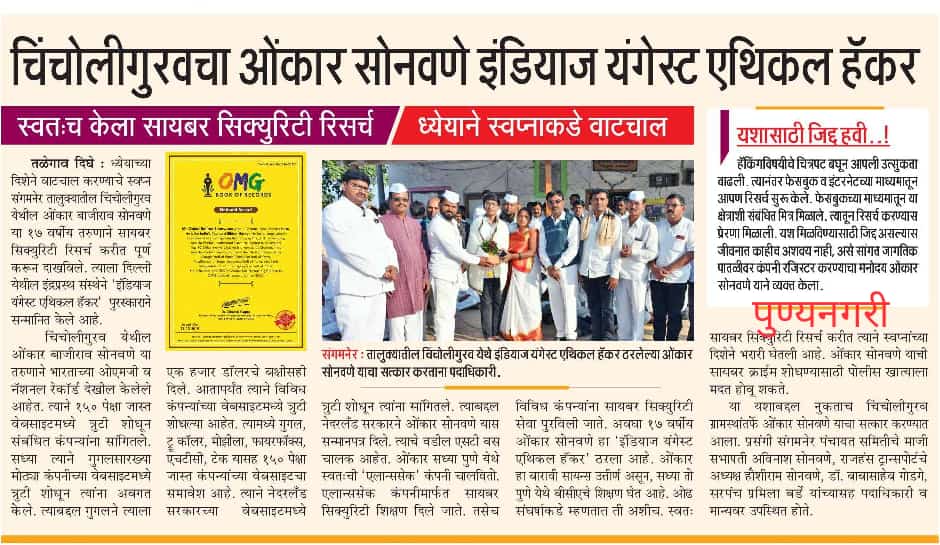 चिंचोलीगुरवचा ओंकार सोनवणे इंडियाज यंगेस्ट एथिकल हॅकर
स्वतःच केला सायबर सिक्युरिटी रिसर्च
ध्येयाने स्वप्नाकडे वाटचाल
तळेगाव दिघे : ध्येयाच्या
दिशेने वाटचाल करण्याचे स्वप्न
संगमनेर तालुक्यातील चिंचोलीगुरव
येथील ओंकार बाजीराव सोनवणे
या १७ वर्षीय तरुणाने सायबर
सिक्युरिटी रिसर्च करीत पूर्ण
करून दाखविले. त्याला दिल्ली
येथील इंद्रप्रस्थ संस्थेने 'इंडियाज
यंगेस्ट एथिकल हॅकर' पुरस्काराने
सन्मानित केले आहे.
चिंचोलीगुरव येथील
ओंकार बाजीराव सोनवणे या
तरुणाने भारताच्या ओएमजी व
नॅशनल रेकॉर्ड देखील केलेले
आहेत. त्याने १५० पेक्षा जास्त
वेबसाइटमध्ये त्रुटी शोधून
संबंधित कंपन्यांना सांगितले.
सध्या त्याने गुगलसारख्या
मोठ्या कंपनीच्या वेबसाइटमध्ये
त्रुटी शोधून त्यांना अवगत
केले. त्याबद्दल गुगलने त्याला
OMG
BOOK OF RECORDS
National Record
एक हजार डॉलरचे बक्षीसही
दिले. आतापर्यंत त्याने विविध
कंपन्यांच्या वेबसाइटमध्ये त्रुटी
शोधल्या आहेत. त्यामध्ये गुगल,
ट्रू कॉलर, मोझीला, फायरफॉक्स,
एचटीसी, टेक यासह १५० पेक्षा
जास्त कंपन्यांच्या वेबसाइटचा
समावेश आहे. त्याने नेदरलँड
सरकारच्या वेबसाइटमध्ये
संगमनेर : तालुक्यातील चिंचोलीगुरव येथे इंडियाज यंगेस्ट एथिकल हॅकर ठरलेल्या ओंकार
सोनवणे याचा सत्कार करताना पदाधिकारी.
त्रुटी शोधून त्यांना सांगितले. त्याबद्दल
नेदरलँड सरकारने ओंकार सोनवणे यास
सन्मानपत्र दिले. त्याचे वडील एसटी बस
चालक आहेत. ओंकार सध्या पुणे येथे
स्वतःची 'एलान्ससेक' कंपनी चालवितो.
एलान्ससेक कंपनीमार्फत सायबर
सिक्युरिटी शिक्षण दिले जाते. तसेच
विविध कंपन्यांना सायबर सिक्युरिटी
सेवा पुरविली जाते. अवघा १७ वर्षीय
ओंकार सोनवणे हा 'इंडियाज यंगेस्ट
एथिकल हॅकर' ठरला आहे. ओंकार
हा बारावी सायन्स उत्तीर्ण असून, सध्या तो
पुणे येथे बीसीएचे शिक्षण घेत आहे. ओढ
संघर्षाकडे म्हणतात ती अशीच. स्वतः
यशासाठी जिद्द हवी..!
हॅकिंगविषयीचे चित्रपट बघून आपली उत्सुकता
वाढली. त्यानंतर फेसबुक व इंटरनेटच्या माध्यमातून
आपण रिसर्च सुरू केले. फेसबुकच्या माध्यमातून या
क्षेत्राशी संबंधित मित्र मिळाले, त्यातून रिसर्च करण्यास
प्रेरणा मिळाली. यश मिळविण्यासाठी जिद्द असल्यास
जीवनात काहीच अशक्य नाही, असे सांगत जागतिक
पातळीवर कंपनी रजिस्टर करण्याचा मनोदय ओंकार
सोनवणे याने व्यक्त केला.
पुण्यनगरी
सायबर सिक्युरिटी रिसर्च करीत त्याने स्वप्नांच्या
दिशेने भरारी घेतली आहे. ओंकार सोनवणे याची
सायबर क्राईम शोधण्यासाठी पोलीस खात्याला
मदत होवू शकते.
या यशाबद्दल नुकताच चिंचोलीगुरव
ग्रामस्थांतर्फे ओंकार सोनवणे याचा सत्कार करण्यात
आला. प्रसंगी संगमनेर पंचायत समितीचे माजी
सभापती अविनाश सोनवणे, राजहंस ट्रान्सपोर्टचे
अध्यक्ष हौशीराम सोनवणे, डॉ. बाबासाहेब गोडगे,
सरपंच प्रमिला बर्डे यांच्यासह पदाधिकारी व
मान्यवर उपस्थित होते.